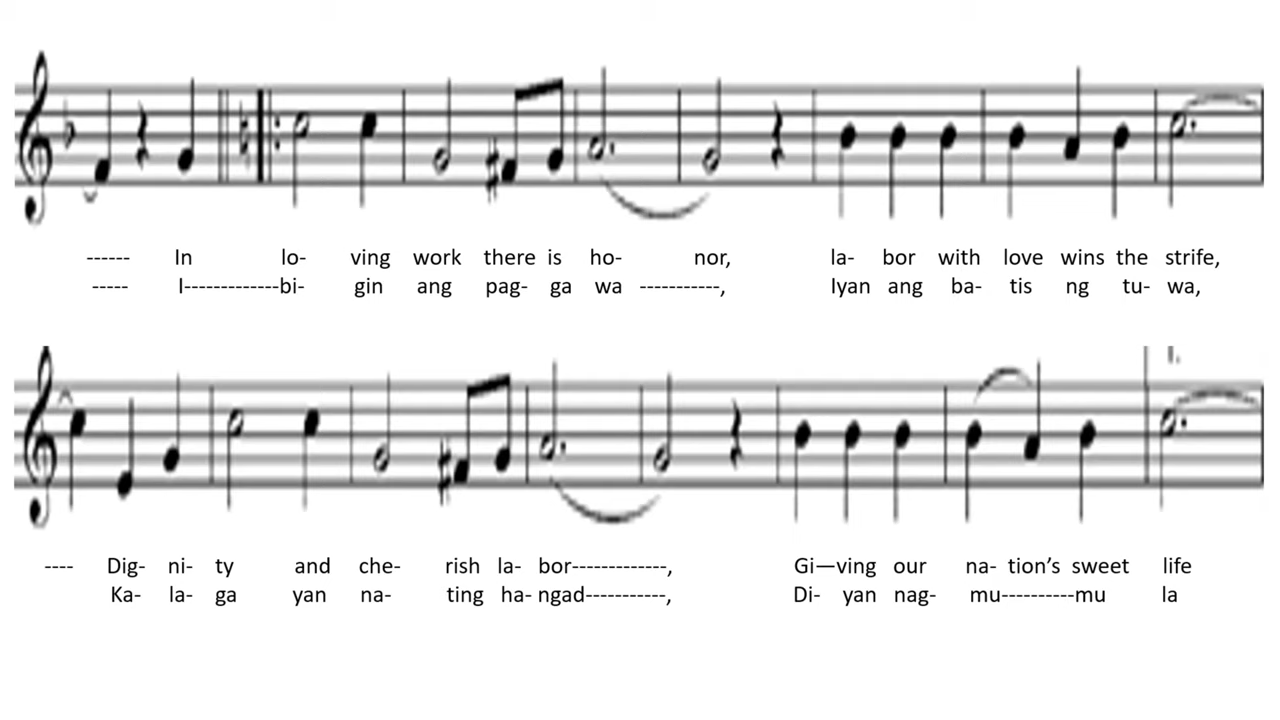 ------ In lo- ving work there is ho- nor, la- bor with love wins the strife,
----- I-------------bi- gin ang pag- ga wa -----------, Iyan ang ba- tis ng tu- wa,
1.
---- Dig- ni- ty and che- rish la- bor-------------, Gi—ving our na- tion’s sweet life
Ka- la- ga yan na- ting ha- ngad-----------, Di- yan nag- mu----------mu la